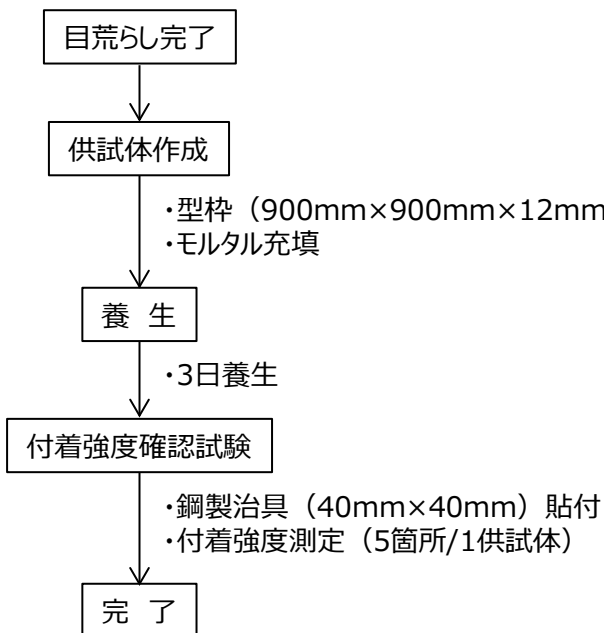 目荒らし完了
供試体作成
・型枠（900mm×900mm×12mm
・モルタル充填
養 生
・3日養生
付着強度確認試験
・鋼製治具（40mm×40mm）貼付
・付着強度測定（5箇所/1供試体）
完 了